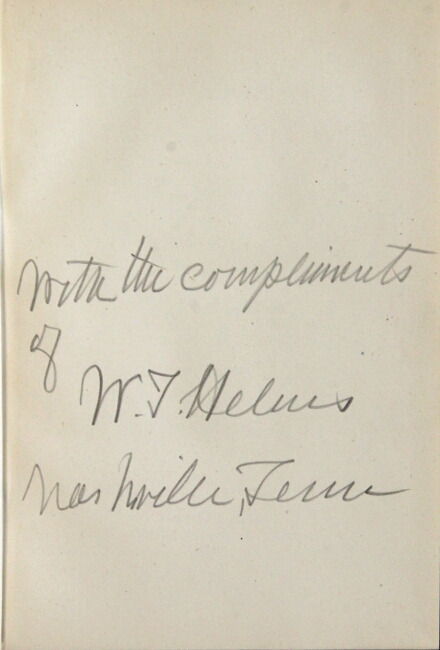 With the compliments
of
W. T. Helms
Nashville, Tenn